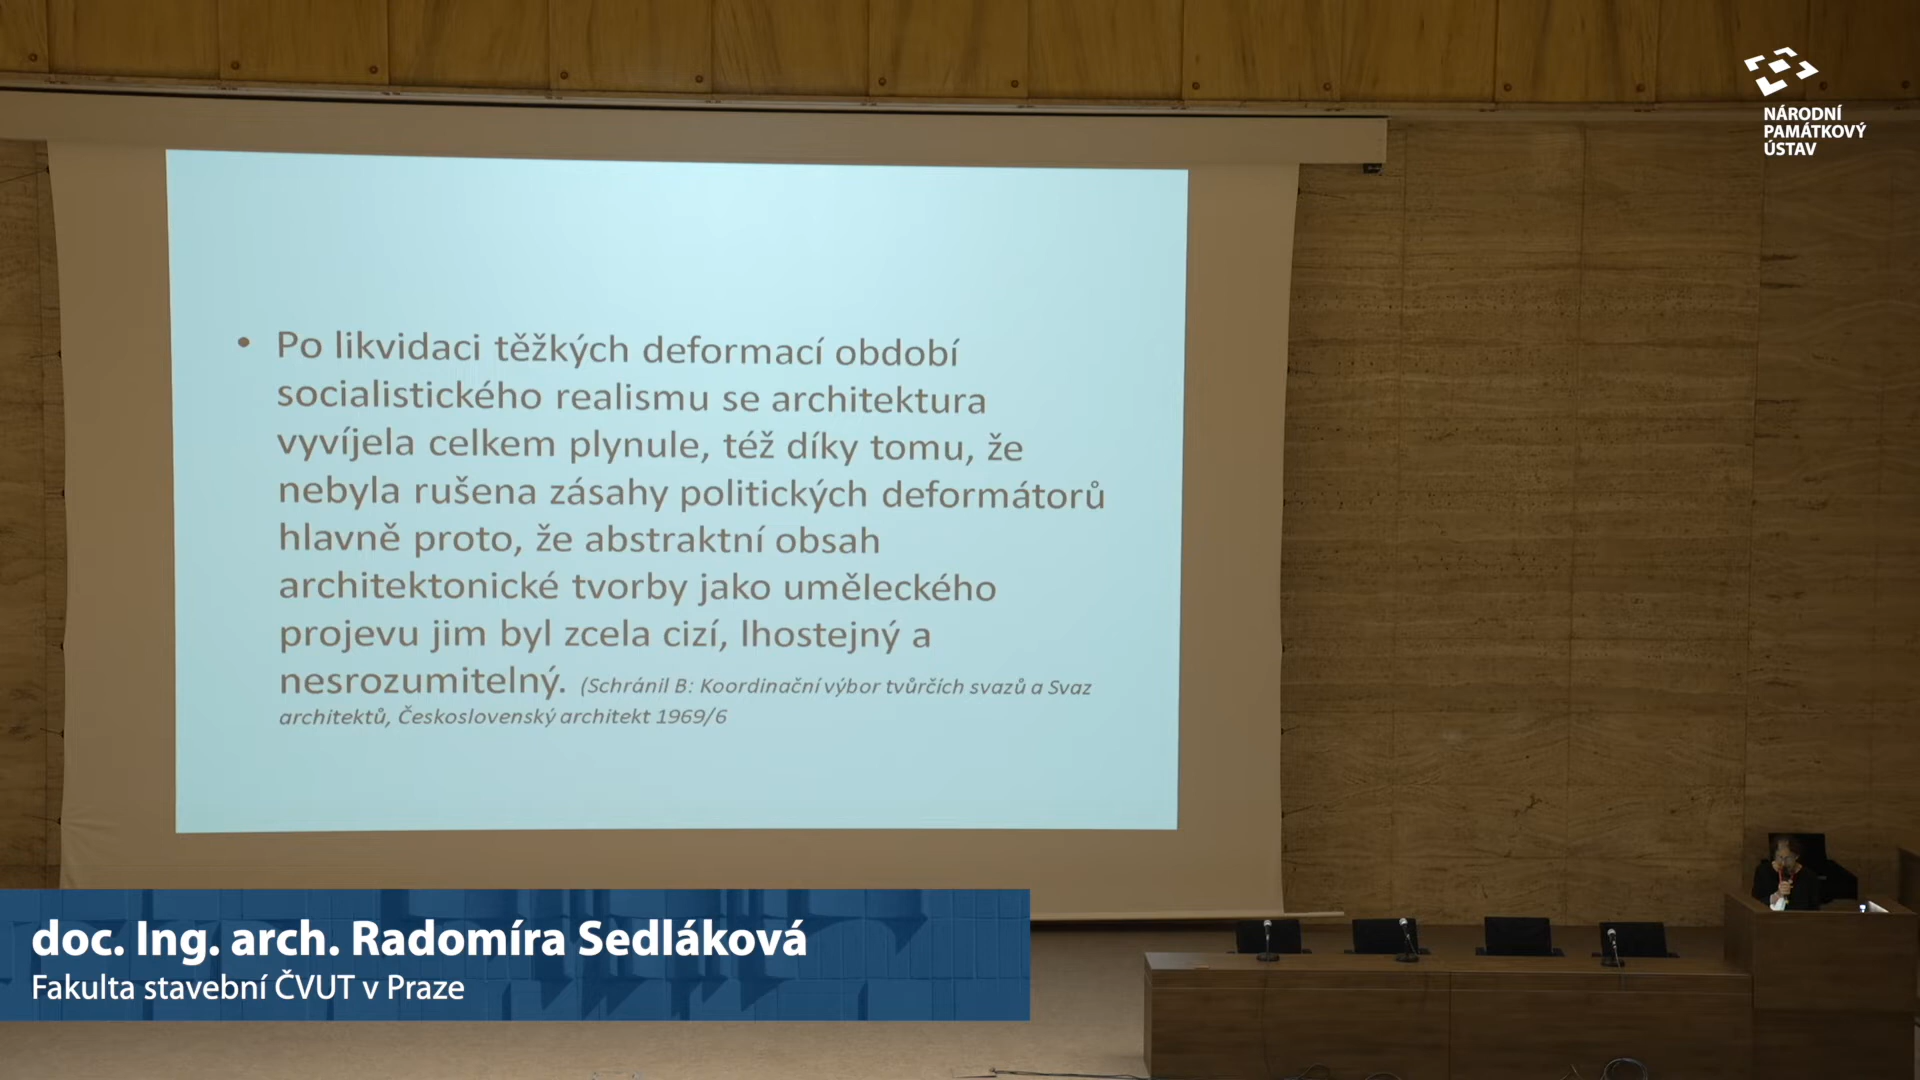 NÁRODNÍ
PAMÁTKOVÝ
ÚSTAV
• Po likvidaci těžkých deformací období
socialistického realismu se architektura
vyvíjela celkem plynule, též díky tomu, že
nebyla rušena zásahy politických deformátorů
hlavně proto, že abstraktní obsah
architektonické tvorby jako uměleckého
projevu jim byl zcela cizí, lhostejný a
nesrozumitelný. (Schránil B: Koordinační výbor tvůrčích svazů a Svaz
architektů, Československý architekt 1969/6
doc. Ing. arch. Radomíra Sedláková
Fakulta stavební ČVUT v Praze